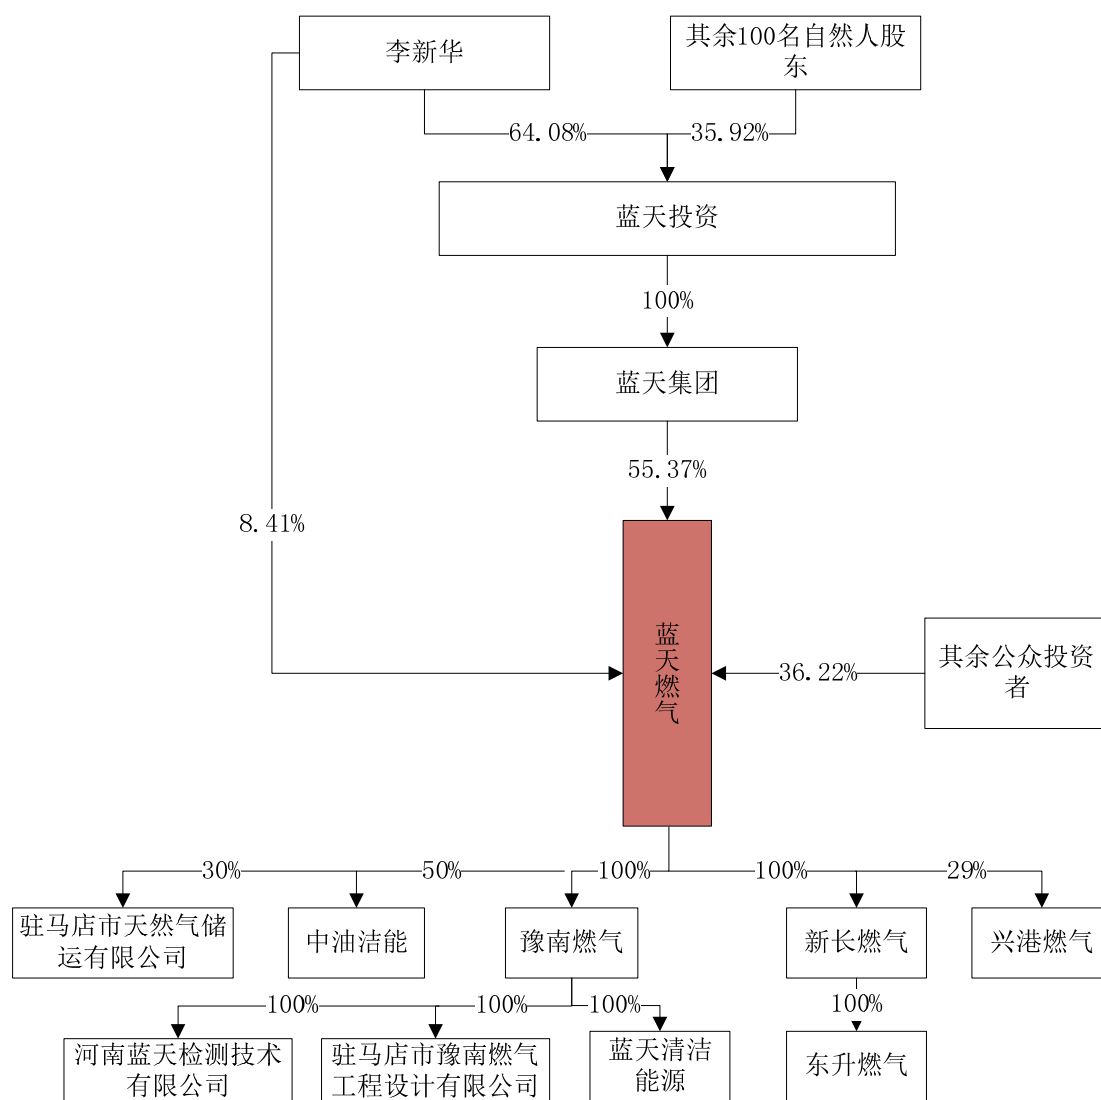 李新华
其余100名自然人股
东
64.08%
35.92%
蓝天投资
100%
蓝天集团
55.37%
8.41%
蓝天燃气
36.22%
其余公众投资
者
30%
50%
100%
100%
29%
驻马店市天然气储
运有限公司
中油洁能
豫南燃气
新长燃气
兴港燃气
100%
100%
100%
100%
河南蓝天检测技术
有限公司
驻马店市豫南燃气
工程设计有限公司
蓝天清洁
能源
东升燃气